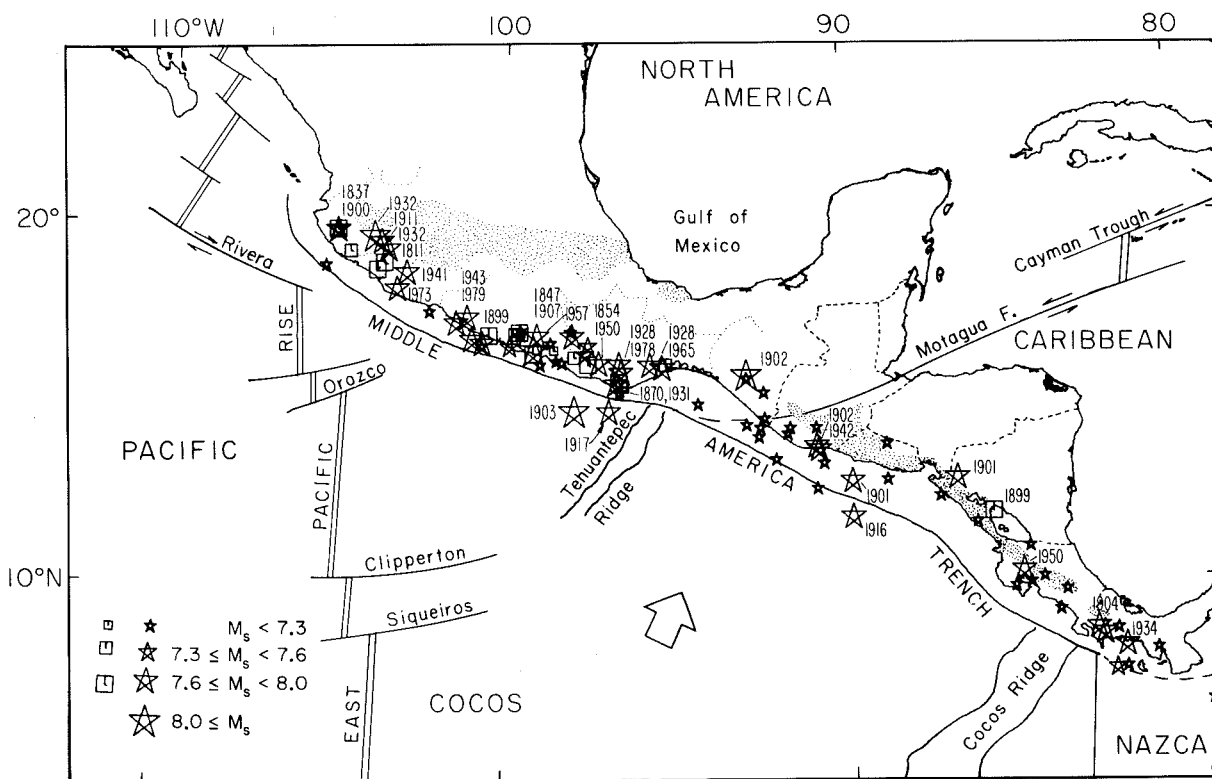 110°W 100 90 80
NORTH
AMERICA
20°
Gulf of
Mexico
Cayman Trough
Motagua F.
CARIBBEAN
1837
1900
1932
1911
1932
1811
1941
1973
1943
1979
1899
1847
1907
1957
1854
1950
1928
1978
1928
1965
1870, 1931
1902
1903
1917
1902
1942
1901
1916
1901
1899
1950
1804
1934
Rivera
RISE
Orozco
MIDDLE
AMERICA
TRENCH
PACIFIC
PACIFIC
Tehuantepec
Ridge
Clipperton
Siqueiros
10°N
EAST
COCOS
Cocos Ridge
NAZCA
Ms < 7.3
7.3 ≤ Ms < 7.6
7.6 ≤ Ms < 8.0
8.0 ≤ Ms